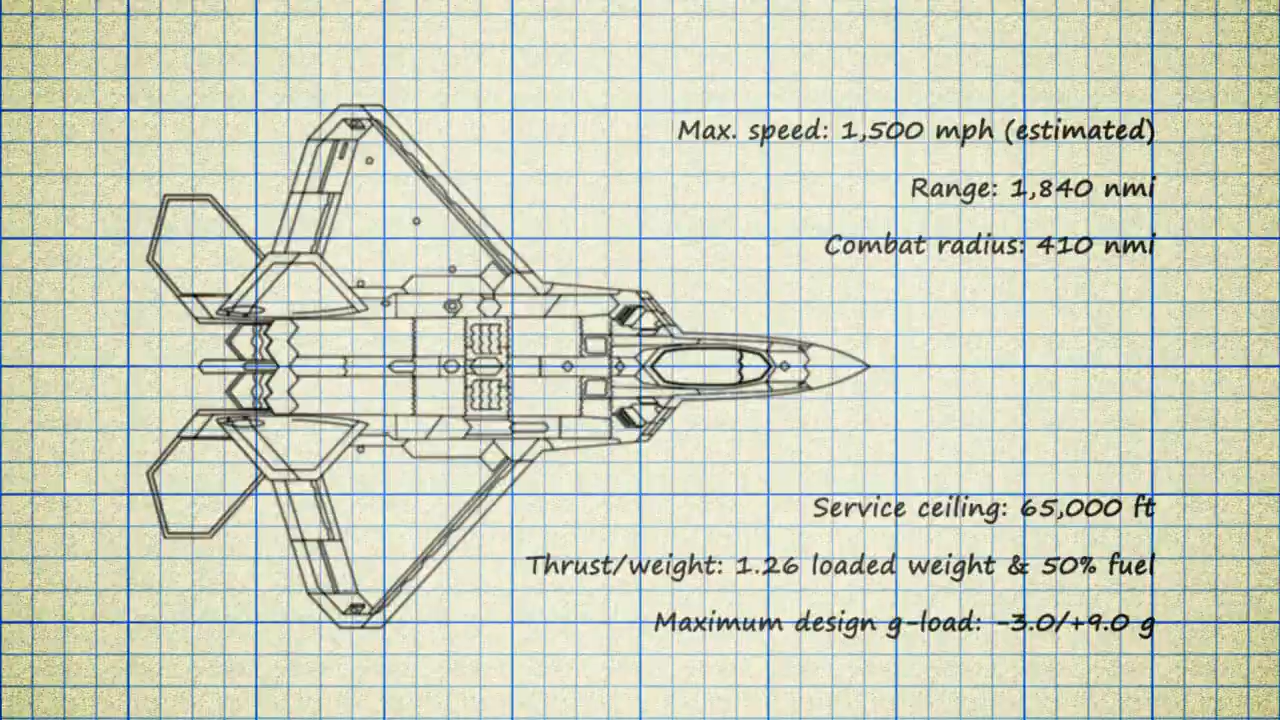 Max. speed: 1,500 mph (estimated)
Range: 1,840 nmi
Combat radius: 410 nmi
Service ceiling: 65,000 ft
Thrust/weight: 1.26 loaded weight & 50% fuel
Maximum design g-load: -3.0/+9.0 g